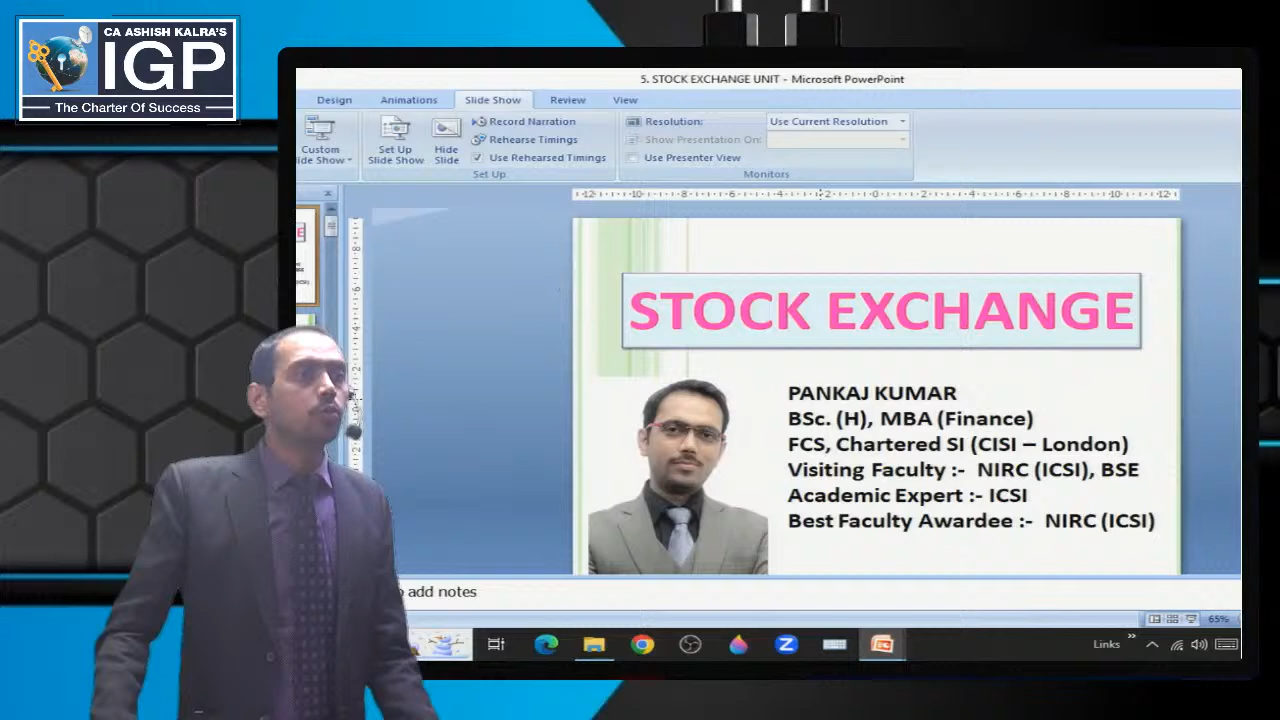 CA ASHISH KALRA'S
IGP
The Charter Of Success
5. STOCK EXCHANGE UNIT - Microsoft PowerPoint
Design Animations Slide Show Review View
Custom
Set Up
Slide Show
Hide
Slide
Record Narration
Rehearse Timings
Use Rehearsed Timings
Set Up
Resolution: Use Current Resolution
Show Presentation On:
Use Presenter View
Monitors
STOCK EXCHANGE
PANKAJ KUMAR
BSc. (H), MBA (Finance)
FCS, Chartered SI (CISI – London)
Visiting Faculty :- NIRC (ICSI), BSE
Academic Expert :- ICSI
Best Faculty Awardee :- NIRC (ICSI)
add notes
65%
Links